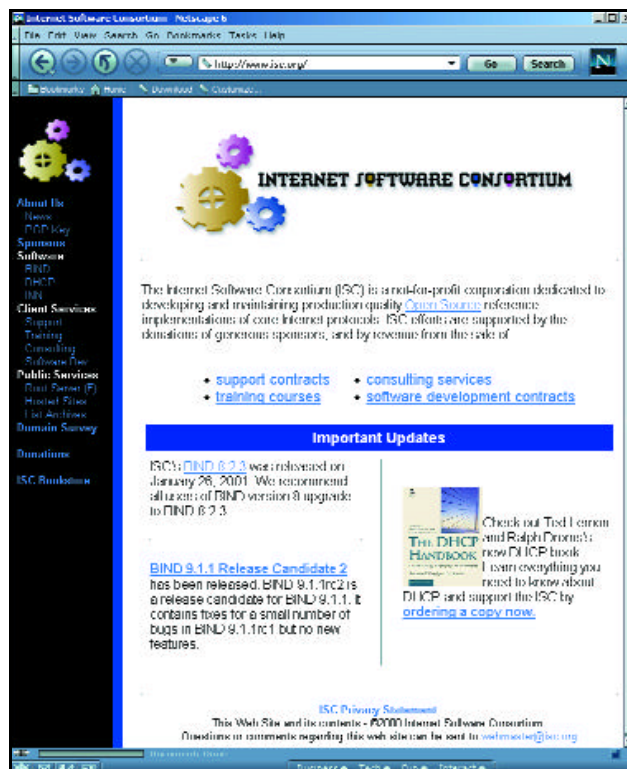 Internet Software Consortium - Netscape 6
File Edit View Search Go Bookmarks Tasks Help
http://www.isc.org/
Go
Search
N
Bookmarks Home Download Customize...
About Us
News
PGP Key
Sponsors
Software
BIND
DHCP
INN
Client Services
Support
Training
Consulting
Software Dev
Public Services
Root Server (F)
Hosted Sites
List Archives
Domain Survey
Donations
ISC Bookstore
INTERNET SOFTWARE CONSORTIUM
The Internet Software Consortium (ISC) is a not-for-profit corporation dedicated to
developing and maintaining production quality Open Source reference
implementations of core Internet protocols. ISC efforts are supported by the
donations of generous sponsors, and by revenue from the sale of
• support contracts
• consulting services
• training courses
• software development contracts
Important Updates
ISC's BIND 8.2.3 was released on
January 26, 2001. We recommend
all users of BIND version 8 upgrade
to BIND 8.2.3
BIND 9.1.1 Release Candidate 2
has been released. BIND 9.1.1rc2 is
a release candidate for BIND 9.1.1. It
contains fixes for a small number of
bugs in BIND 9.1.1rc1 but no new
features.
THE DHCP
HANDBOOK
Check out Ted Lemon
and Ralph Droms's
new DHCP book
Learn everything you
need to know about
DHCP and support the ISC by
ordering a copy now.
ISC Privacy Statement
This Web Site and its contents - ©2000 Internet Software Consortium
Questions or comments regarding this web site can be sent to webmaster@isc.org
Business Tech Fun Interact